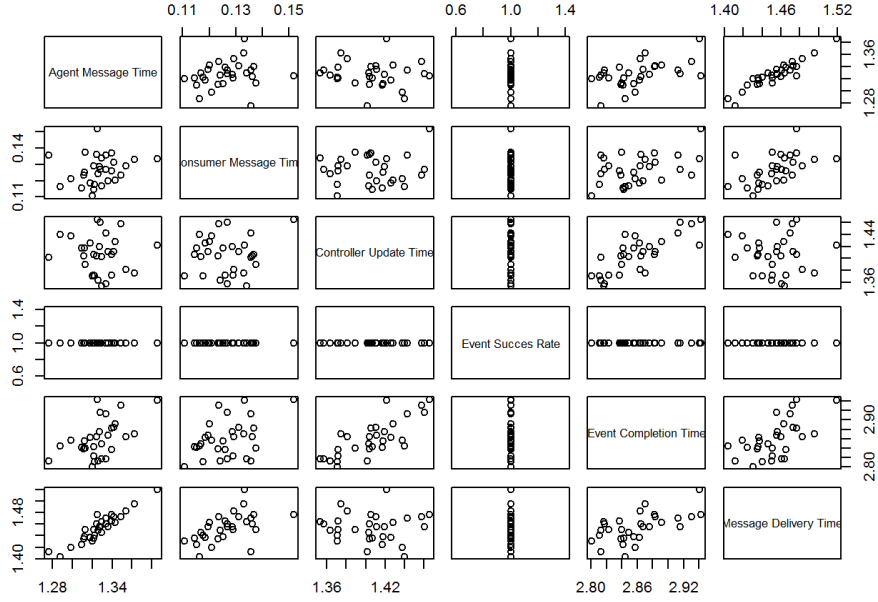 0.11 0.13 0.15 0.6 1.0 1.4 1.40 1.46 1.52
Agent Message Time
1.28 1.36
0.11 0.14
onsumer Message Tim
Controller Update Time
1.36 1.44
0.6 1.0 1.4
Event Succes Rate
Event Completion Time
2.80 2.90
1.40 1.48
Message Delivery Time
1.28 1.34 1.36 1.42 2.80 2.86 2.92